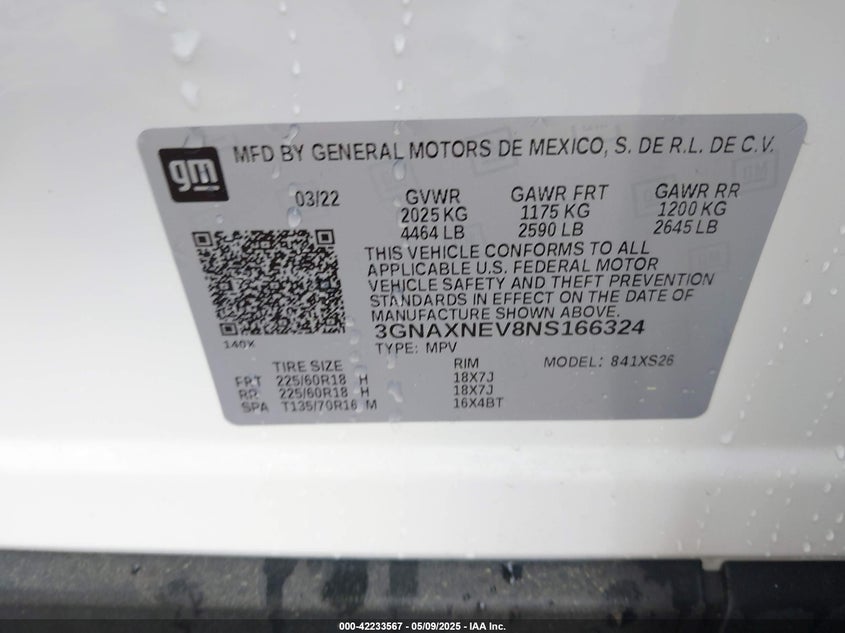 gm MFD BY GENERAL MOTORS DE MEXICO, S. DE R.L. DE C.V.
03/22 GVWR GAWR FRT GAWR RR
2025 KG 1175 KG 1200 KG
4464 LB 2590 LB 2645 LB
THIS VEHICLE CONFORMS TO ALL
APPLICABLE U.S. FEDERAL MOTOR
VEHICLE SAFETY AND THEFT PREVENTION
STANDARDS IN EFFECT ON THE DATE OF
MANUFACTURE SHOWN ABOVE.
3GNAXNEV8NS166324
140X
TYPE: MPV
TIRE SIZE RIM MODEL: 841XS26
FRT 225/60R18 H 18X7J
RR 225/60R18 H 18X7J
SPA T135/70R16 M 16X4BT
000-42233567 — 05/09/2025 - IAA Inc.